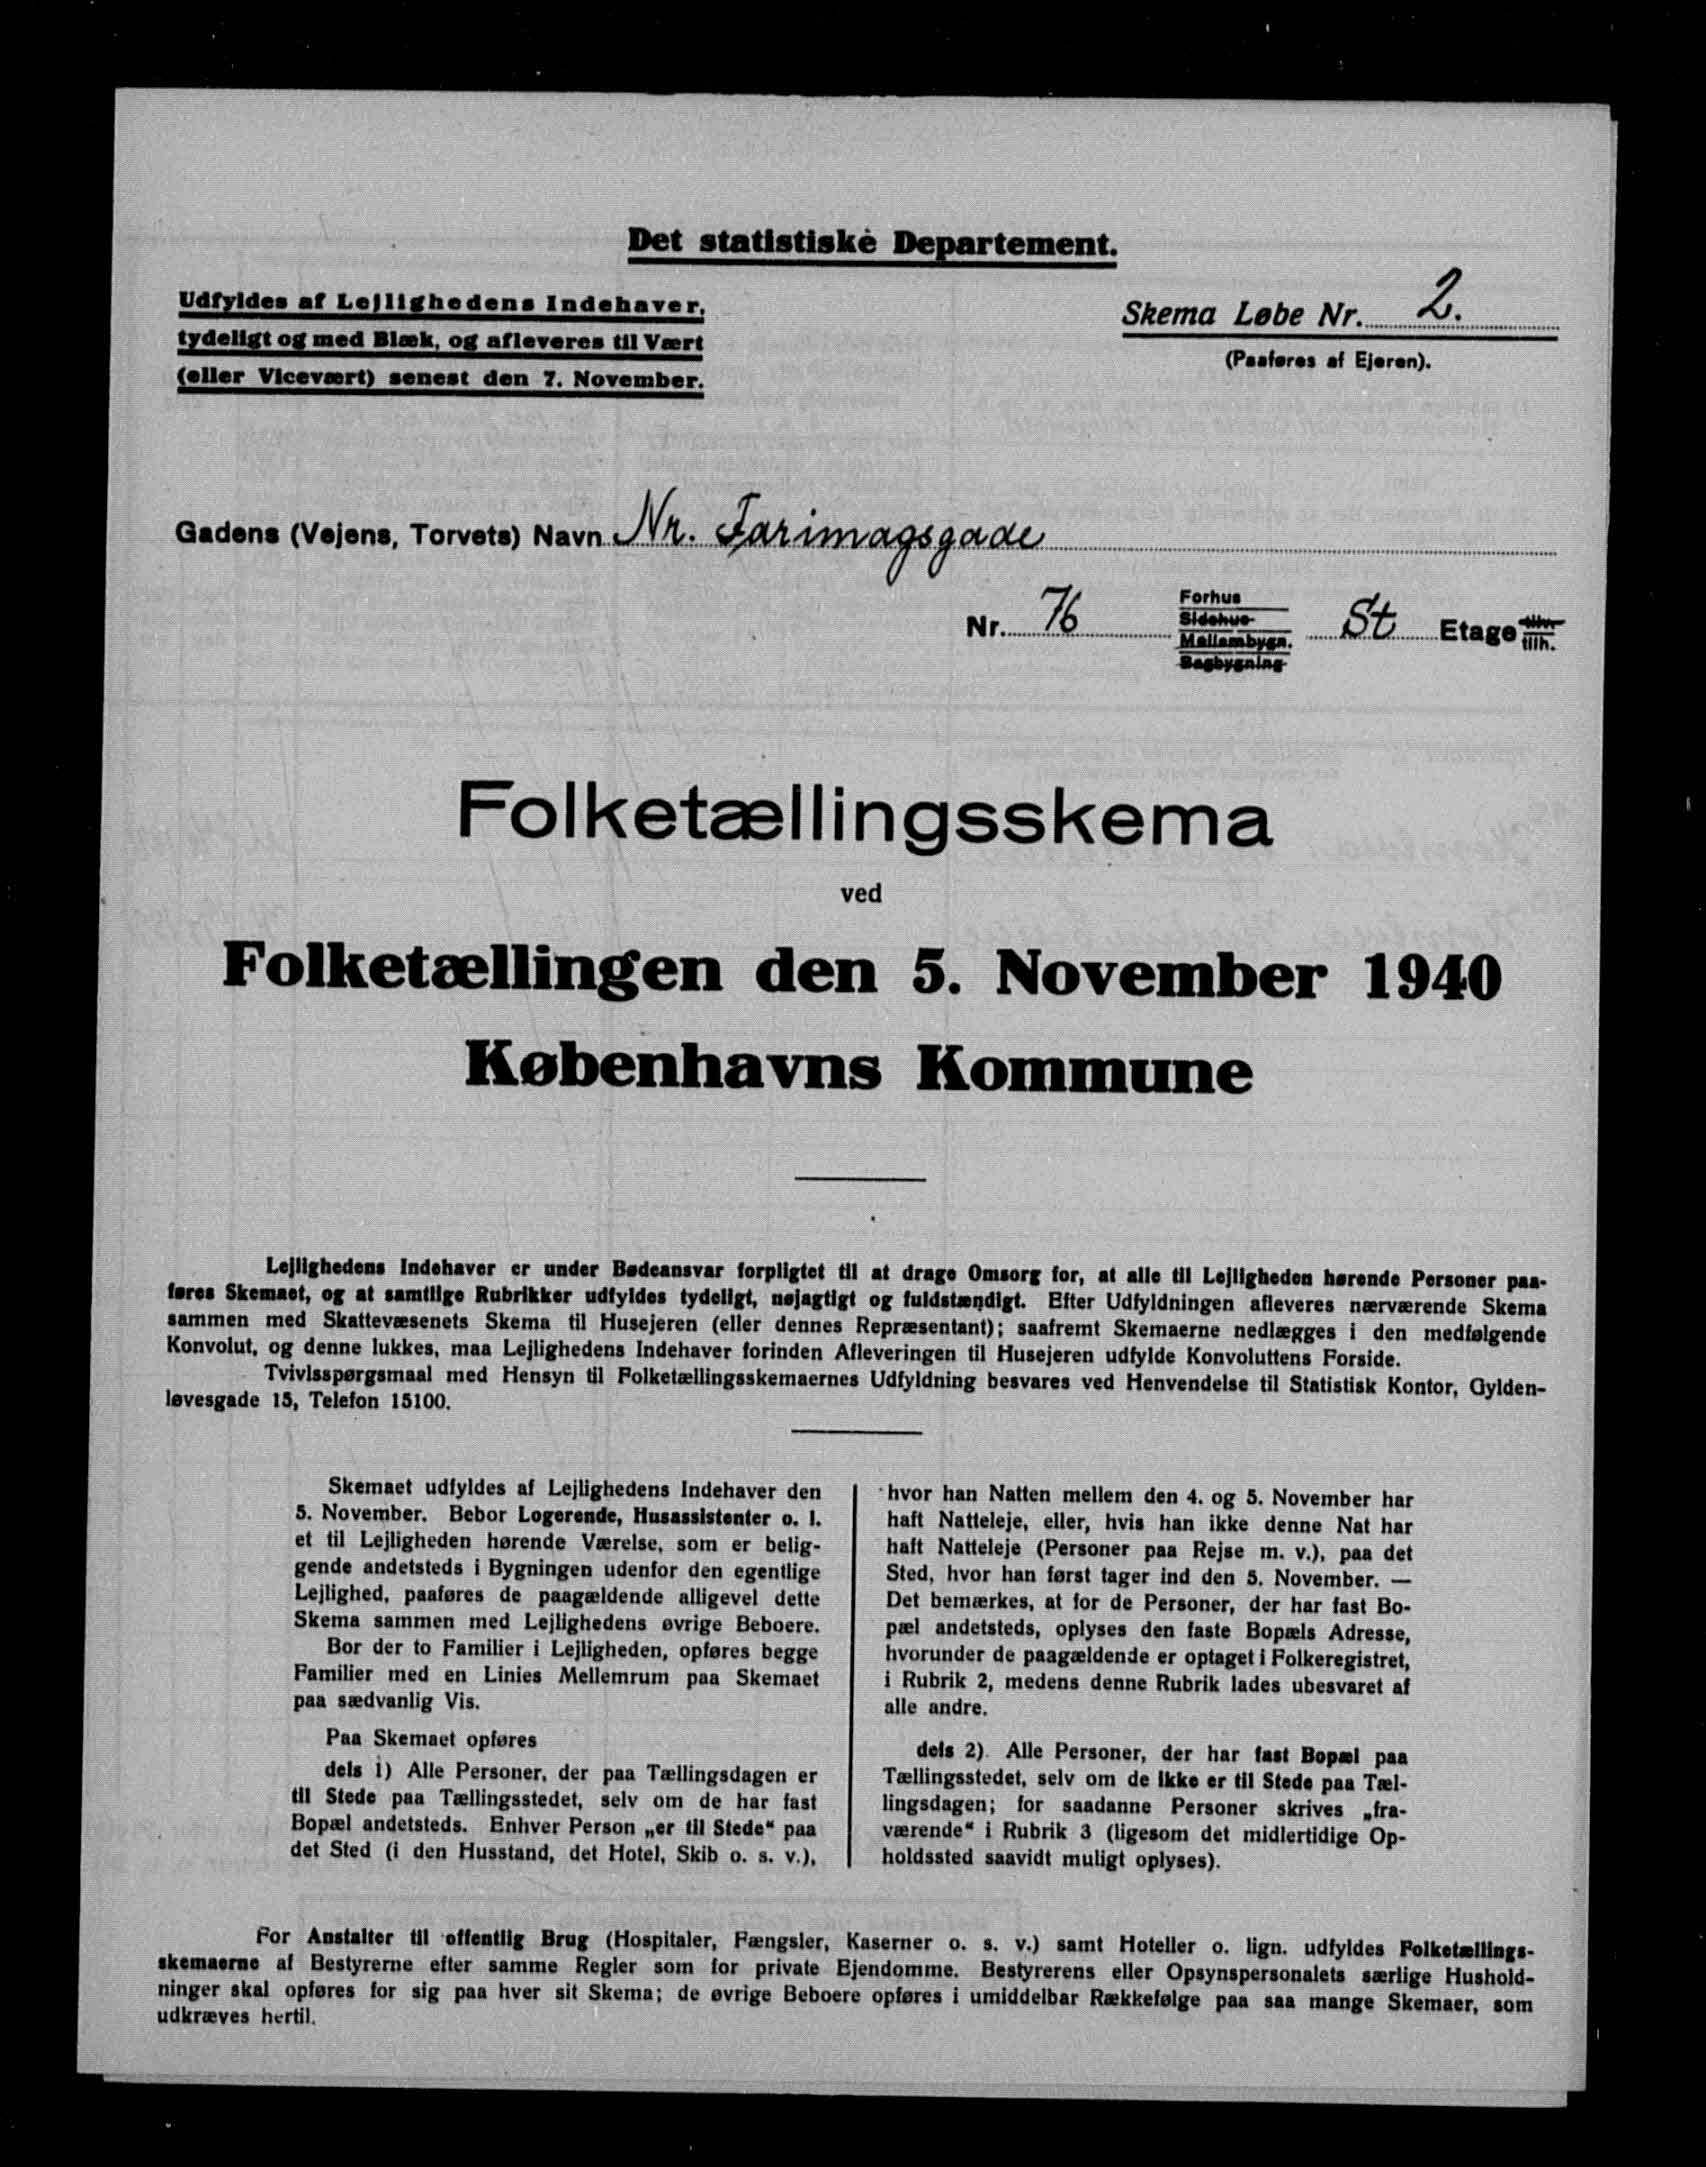 Det statistiske Departement.
Udfyldes af Lejlighedens Indehaver,
tydeligt og med Blæk, og afleveres til Vært
(eller Vicevært) senest den 7. November.
Skema Løbe Nr. 2.
(Paaføres af Ejeren).
Gadens (Vejens, Torvets) Navn Nr. Farimagsgade
Nr. 76 Forhus St Etage
Sidehus tilh.
Mellembygn.
Bagbygning
Folketællingsskema
ved
Folketællingen den 5. November 1940
Københavns Kommune
Lejlighedens Indehaver er under Bødeansvar forpligtet til at drage Omsorg for, at alle til Lejligheden hørende Personer paa-
føres Skemaet, og at samtlige Rubrikker udfyldes tydeligt, nøjagtigt og fuldstændigt. Efter Udfyldningen afleveres nærværende Skema
sammen med Skattevæsenets Skema til Husejeren (eller dennes Repræsentant); saafremt Skemaerne nedlægges i den medfølgende
Konvolut, og denne lukkes, maa Lejlighedens Indehaver forinden Afleveringen til Husejeren udfylde Konvoluttens Forside.
Tvivlsspørgsmaal med Hensyn til Folketællingsskemaernes Udfyldning besvares ved Henvendelse til Statistisk Kontor, Gylden-
løvesgade 15, Telefon 15100.
Skemaet udfyldes af Lejlighedens Indehaver den
5. November. Bebor Logerende, Husassistenter o. l.
et til Lejligheden hørende Værelse, som er belig-
gende andetsteds i Bygningen udenfor den egentlige
Lejlighed, paaføres de paagældende alligevel dette
Skema sammen med Lejlighedens øvrige Beboere.
Bor der to Familier i Lejligheden, opføres begge
Familier med en Linies Mellemrum paa Skemaet
paa sædvanlig Vis.
Paa Skemaet opføres
dels 1) Alle Personer, der paa Tællingsdagen er
til Stede paa Tællingsstedet, selv om de har fast
Bopæl andetsteds. Enhver Person „er til Stede“ paa
det Sted (i den Husstand, det Hotel, Skib o. s. v.),
hvor han Natten mellem den 4. og 5. November har
haft Natteleje, eller, hvis han ikke denne Nat har
haft Natteleje (Personer paa Rejse m. v.), paa det
Sted, hvor han først tager ind den 5. November. —
Det bemærkes, at for de Personer, der har fast Bo-
pæl andetsteds, oplyses den faste Bopæls Adresse,
hvorunder de paagældende er optaget i Folkeregistret,
i Rubrik 2, medens denne Rubrik lades ubesvaret af
alle andre.
dels 2). Alle Personer, der har fast Bopæl paa
Tællingsstedet, selv om de ikke er til Stede paa Tæl-
lingsdagen; for saadanne Personer skrives „fra-
værende“ i Rubrik 3 (ligesom det midlertidige Op-
holdssted saavidt muligt oplyses).
For Anstalter til offentlig Brug (Hospitaler, Fængsler, Kaserner o. s. v.) samt Hoteller o. lign. udfyldes Folketællings-
skemaerne af Bestyrerne efter samme Regler som for private Ejendomme. Bestyrerens eller Opsynspersonalets særlige Hushold-
ninger skal opføres for sig paa hver sit Skema; de øvrige Beboere opføres i umiddelbar Rækkefølge paa saa mange Skemaer, som
udkræves hertil.